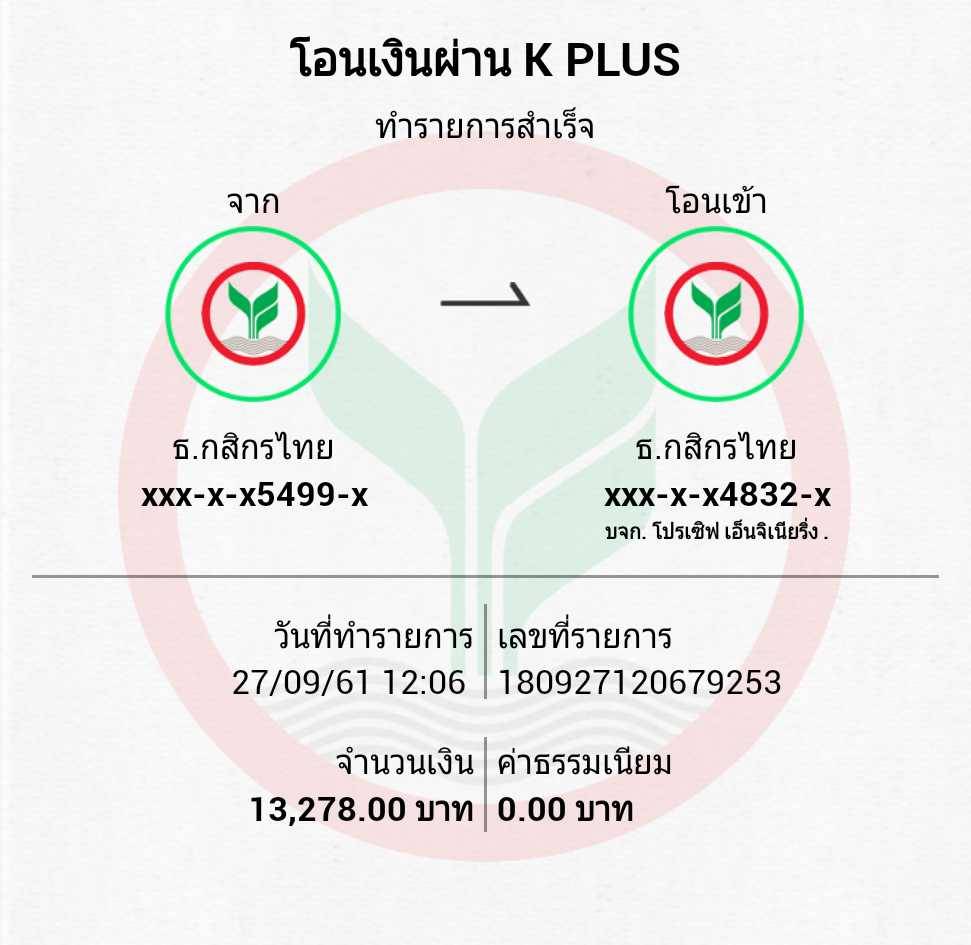 โอนเงินผ่าน K PLUS
ทำรายการสำเร็จ
จาก
โอนเข้า
ธ.กสิกรไทย
xxx-x-x5499-x
ธ.กสิกรไทย
xxx-x-x4832-x
บจก. โปรเซิฟ เอ็นจิเนียริ่ง .
วันที่ทำรายการ
27/09/61 12:06
เลขที่รายการ
180927120679253
จำนวนเงิน
13,278.00 บาท
ค่าธรรมเนียม
0.00 บาท